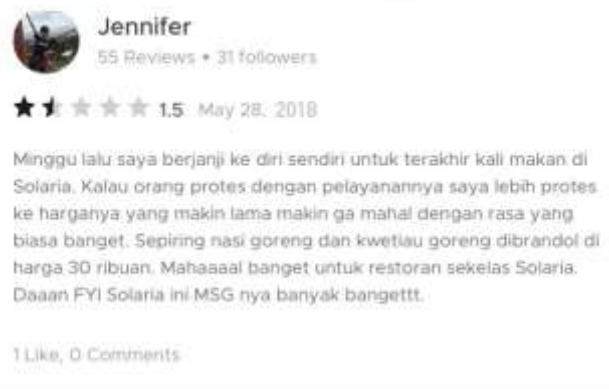 Jennifer
55 Reviews • 31 followers
1.5 May 28, 2018
Minggu lalu saya berjanji ke diri sendiri untuk terakhir kali makan di
Solaria. Kalau orang protes dengan pelayanannya saya lebih protes
ke harganya yang makin lama makin ga mahal dengan rasa yang
biasa banget. Sepiring nasi goreng dan kwetiau goreng dibrandol di
harga 30 ribuan. Mahaaaal banget untuk restoran sekelas Solaria.
Daaan FYI Solaria ini MSG nya banyak bangettt.
1 Like, 0 Comments